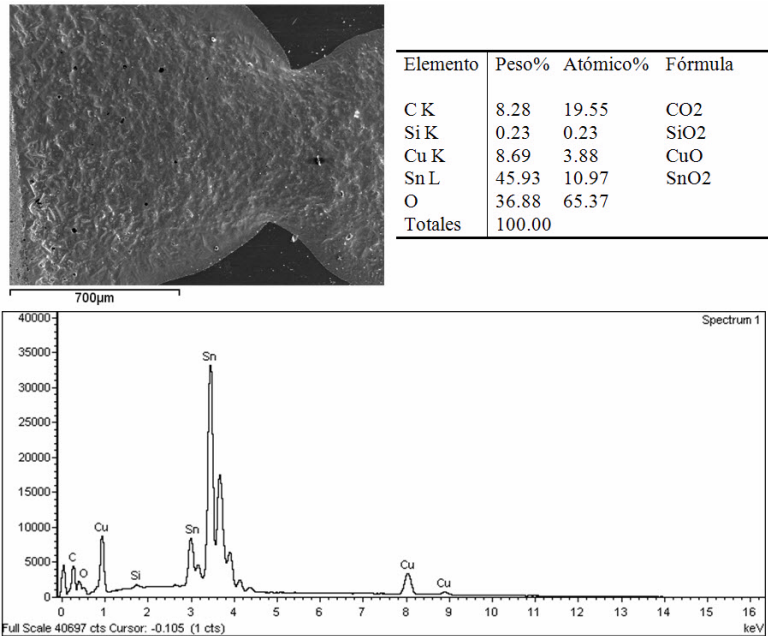 Elemento Peso% Atómico% Fórmula
C K 8.28 19.55 CO2
Si K 0.23 0.23 SiO2
Cu K 8.69 3.88 CuO
Sn L 45.93 10.97 SnO2
O 36.88 65.37
Totales 100.00
700µm
Spectrum 1
40000
35000
30000
25000
20000
15000
10000
5000
0
Sn
Cu
Sn
C
O
Si
Cu
Cu
0 1 2 3 4 5 6 7 8 9 10 11 12 13 14 15 16
Full Scale 40697 cts Cursor: -0.105 (1 cts) keV